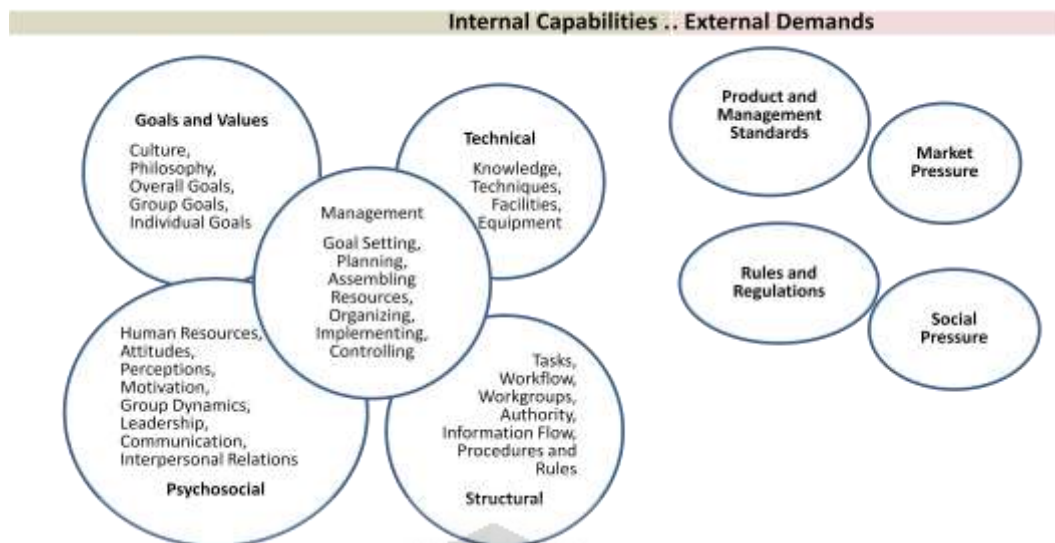 Internal Capabilities .. External Demands
Goals and Values
Culture,
Philosophy,
Overall Goals,
Group Goals,
Individual Goals
Technical
Knowledge,
Techniques,
Facilities,
Equipment
Management
Goal Setting,
Planning,
Assembling
Resources,
Organizing,
Implementing,
Controlling
Human Resources,
Attitudes,
Perceptions,
Motivation,
Group Dynamics,
Leadership,
Communication,
Interpersonal Relations
Psychosocial
Tasks,
Workflow,
Workgroups,
Authority,
Information Flow,
Procedures and
Rules
Structural
Product and
Management
Standards
Market
Pressure
Rules and
Regulations
Social
Pressure